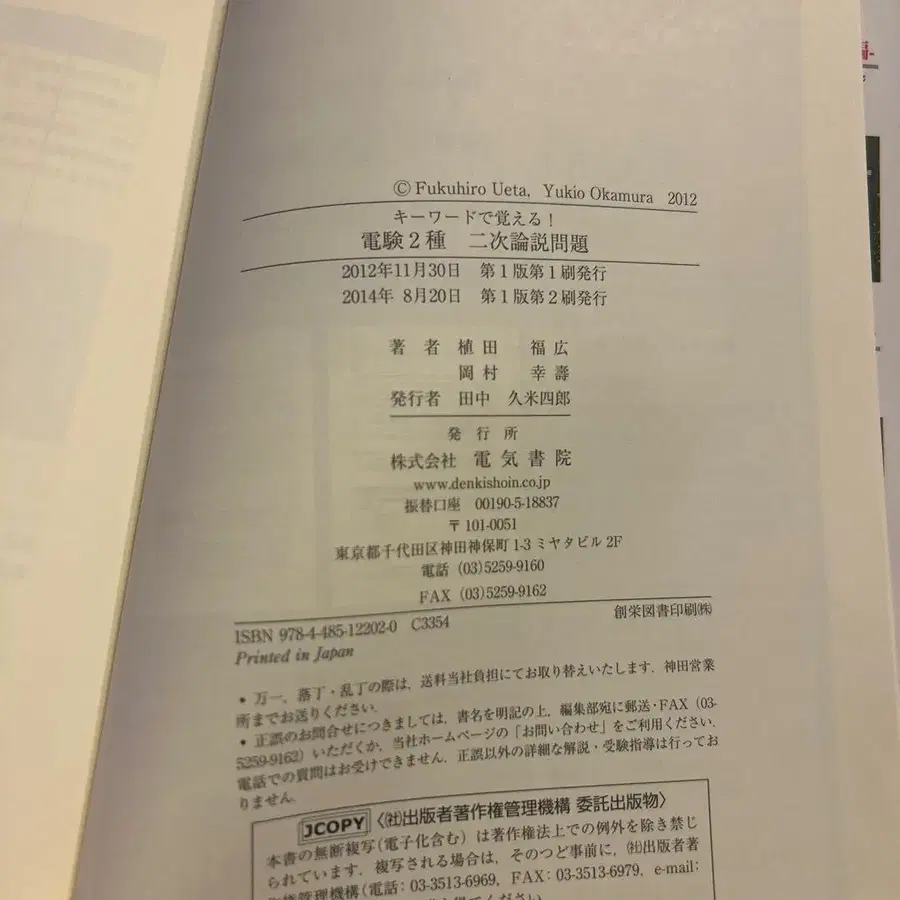 © Fukuhiro Ueta, Yukio Okamura 2012
キーワードで覚える！
電験２種　二次論説問題
2012年11月30日　第１版第１刷発行
2014年 8月20日　第１版第２刷発行
著 者　植田　福広
岡村　幸壽
発行者　田中　久米四郎
発 行 所
株式会社　電気書院
www.denkishoin.co.jp
振替口座　00190-5-18837
〒101-0051
東京都千代田区神田神保町1-3 ミヤタビル 2F
電話 (03)5259-9160
FAX (03)5259-9162
創栄図書印刷㈱
ISBN 978-4-485-12202-0　C3354
Printed in Japan
• 万一，落丁・乱丁の際は，送料当社負担にてお取り替えいたします．神田営業
所までお送りください．
• 正誤のお問合せにつきましては，書名を明記の上，編集部宛に郵送・FAX (03-
5259-9162) いただくか，当社ホームページの「お問い合わせ」をご利用ください．
電話での質問はお受けできません．正誤以外の詳細な解説・受験指導は行ってお
りません．
JCOPY 〈㈳出版者著作権管理機構 委託出版物〉
本書の無断複写(電子化含む) は著作権法上での例外を除き禁じ
られています．複写される場合は，そのつど事前に，㈳出版者著
作権管理機構 (電話：03-3513-6969，FAX：03-3513-6979，e-mail：